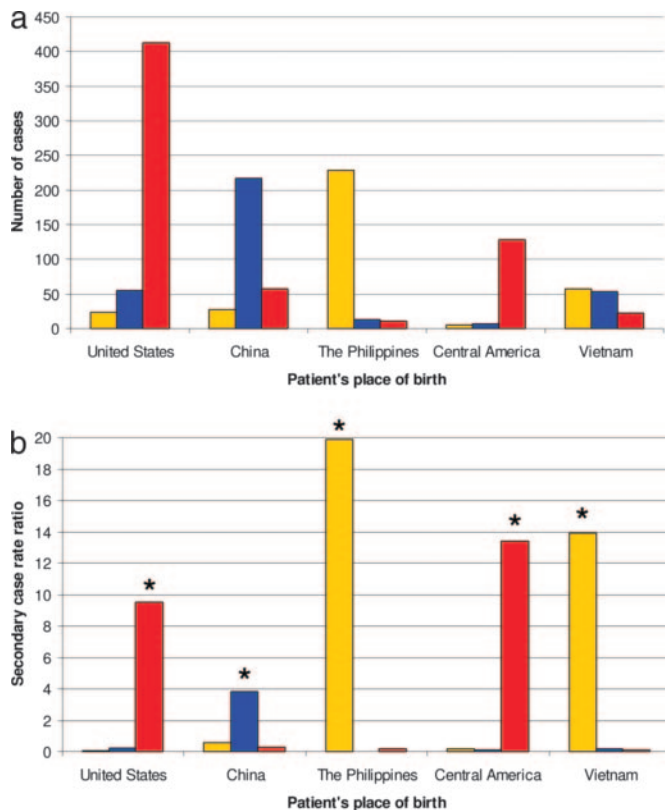 a
Number of cases
450
400
350
300
250
200
150
100
50
0
United States China The Philippines Central America Vietnam
Patient's place of birth
b
Secondary case rate ratio
20
18
16
14
12
10
8
6
4
2
0
* * * * *
United States China The Philippines Central America Vietnam
Patient's place of birth